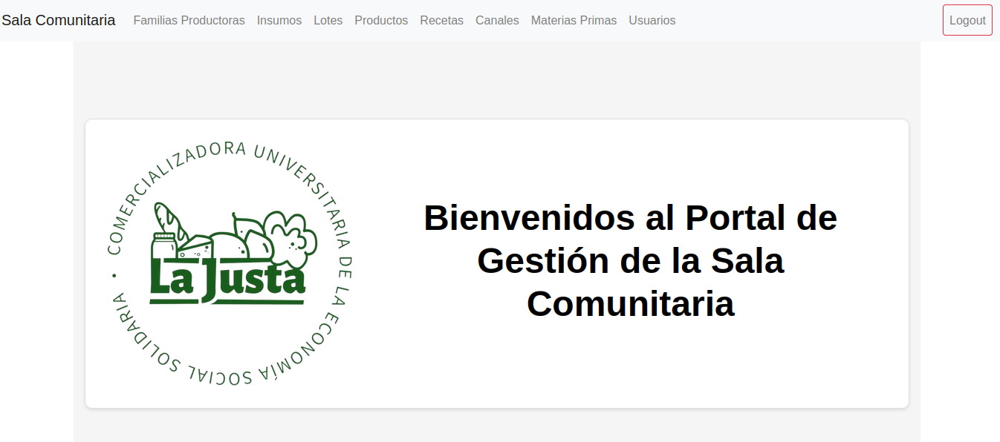 Sala Comunitaria Familias Productoras Insumos Lotes Productos Recetas Canales Materias Primas Usuarios Logout
COMERCIALIZADORA UNIVERSITARIA DE LA ECONOMÍA SOCIAL SOLIDARIA •
La Justa
Bienvenidos al Portal de
Gestión de la Sala
Comunitaria